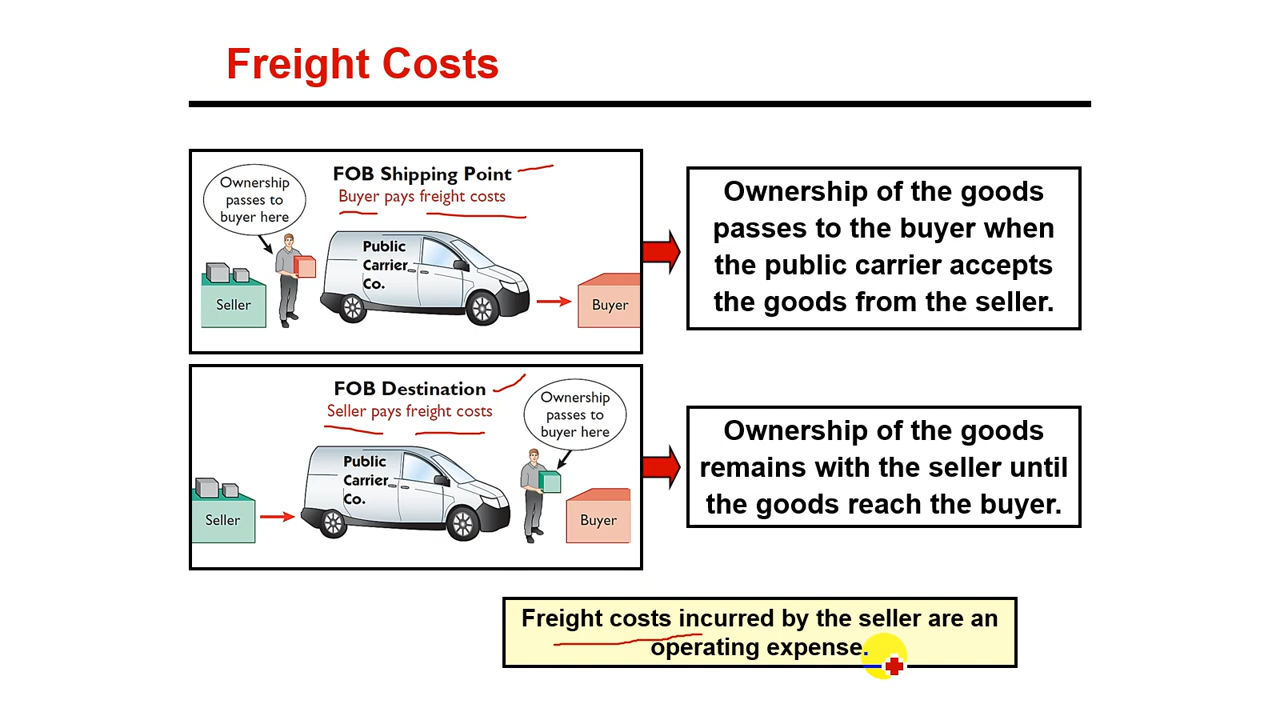 Freight Costs
FOB Shipping Point
Buyer pays freight costs
Ownership
passes to
buyer here
Public
Carrier
Co.
Seller
Buyer
Ownership of the goods
passes to the buyer when
the public carrier accepts
the goods from the seller.
FOB Destination
Seller pays freight costs
Ownership
passes to
buyer here
Public
Carrier
Co.
Seller
Buyer
Ownership of the goods
remains with the seller until
the goods reach the buyer.
Freight costs incurred by the seller are an
operating expense.